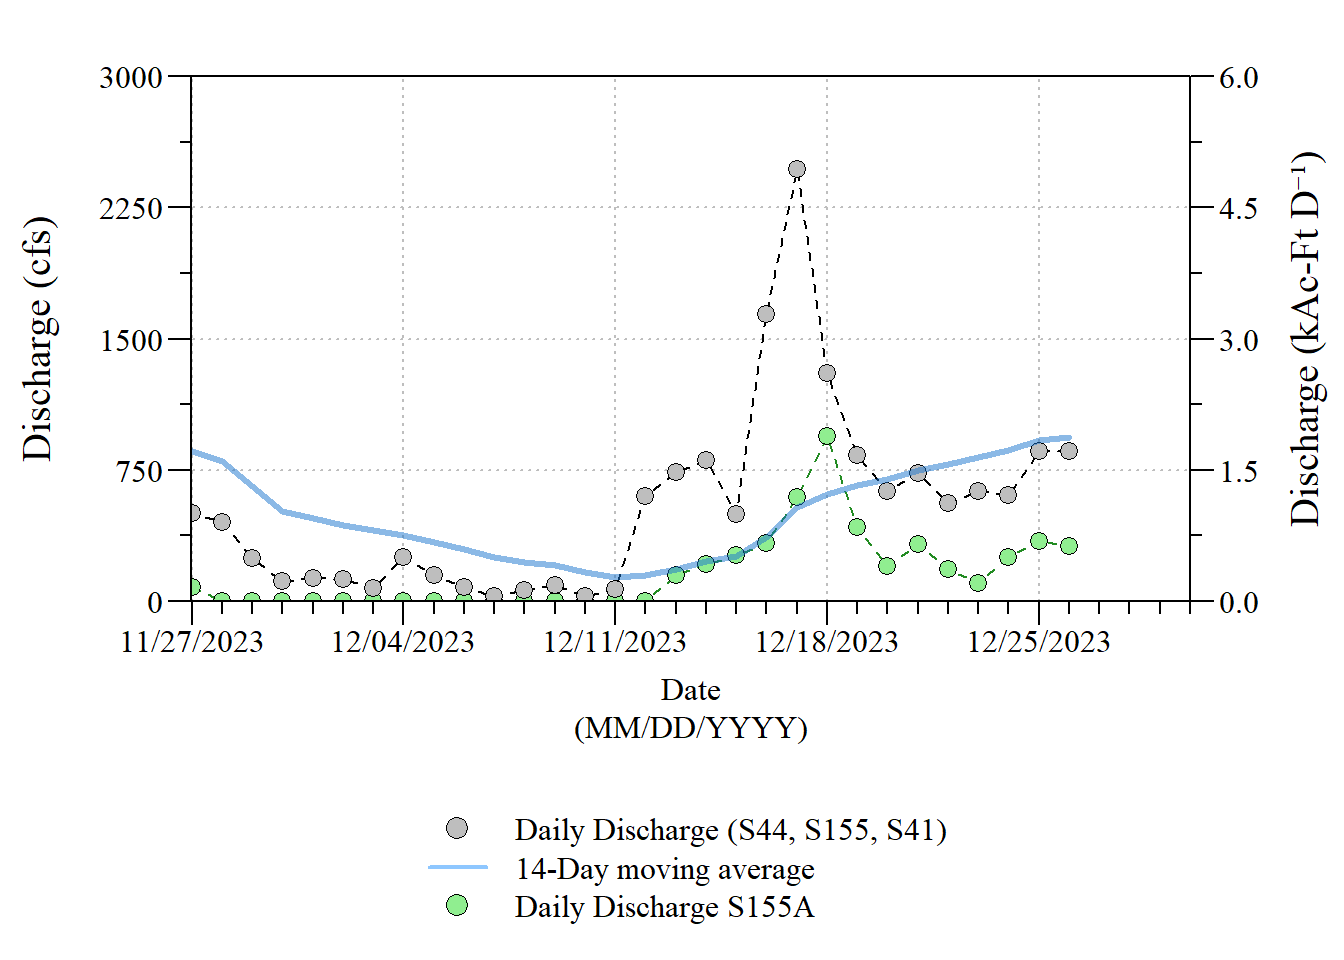 3000
2250
1500
750
0
Discharge (cfs)
6.0
4.5
3.0
1.5
0.0
Discharge (kAc-Ft D⁻¹)
11/27/2023 12/04/2023 12/11/2023 12/18/2023 12/25/2023
Date
(MM/DD/YYYY)
Daily Discharge (S44, S155, S41)
14-Day moving average
Daily Discharge S155A